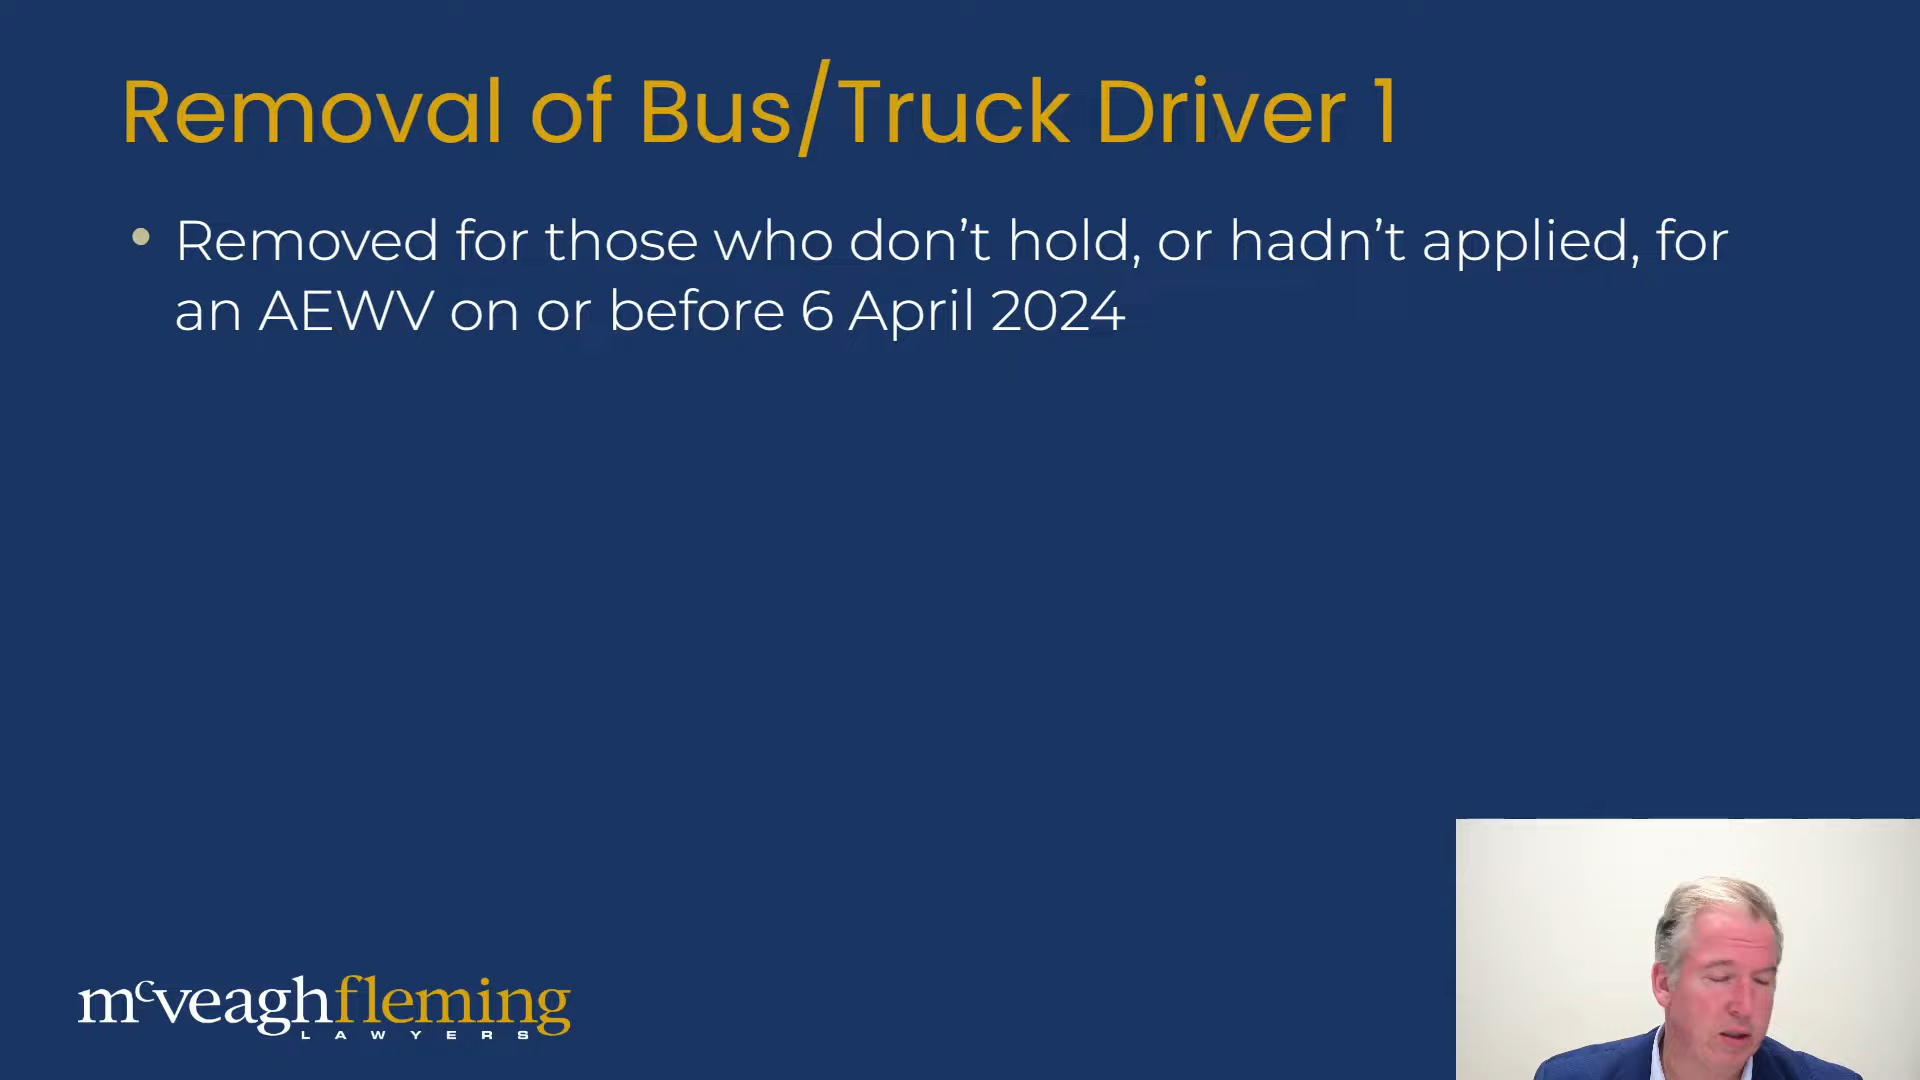 Removal of Bus/Truck Driver 1
• Removed for those who don’t hold, or hadn’t applied, for
an AEWV on or before 6 April 2024
mcveaghfleming
LAWYERS